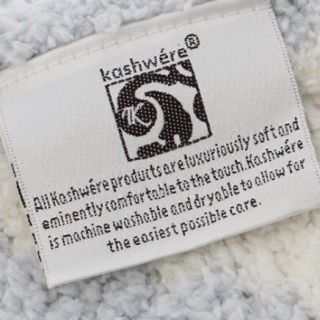 kashwére®
K
All Kashwére products are luxuriously soft and
eminently comfortable to the touch. Kashwére
is machine washable and dryable to allow for
the easiest possible care.